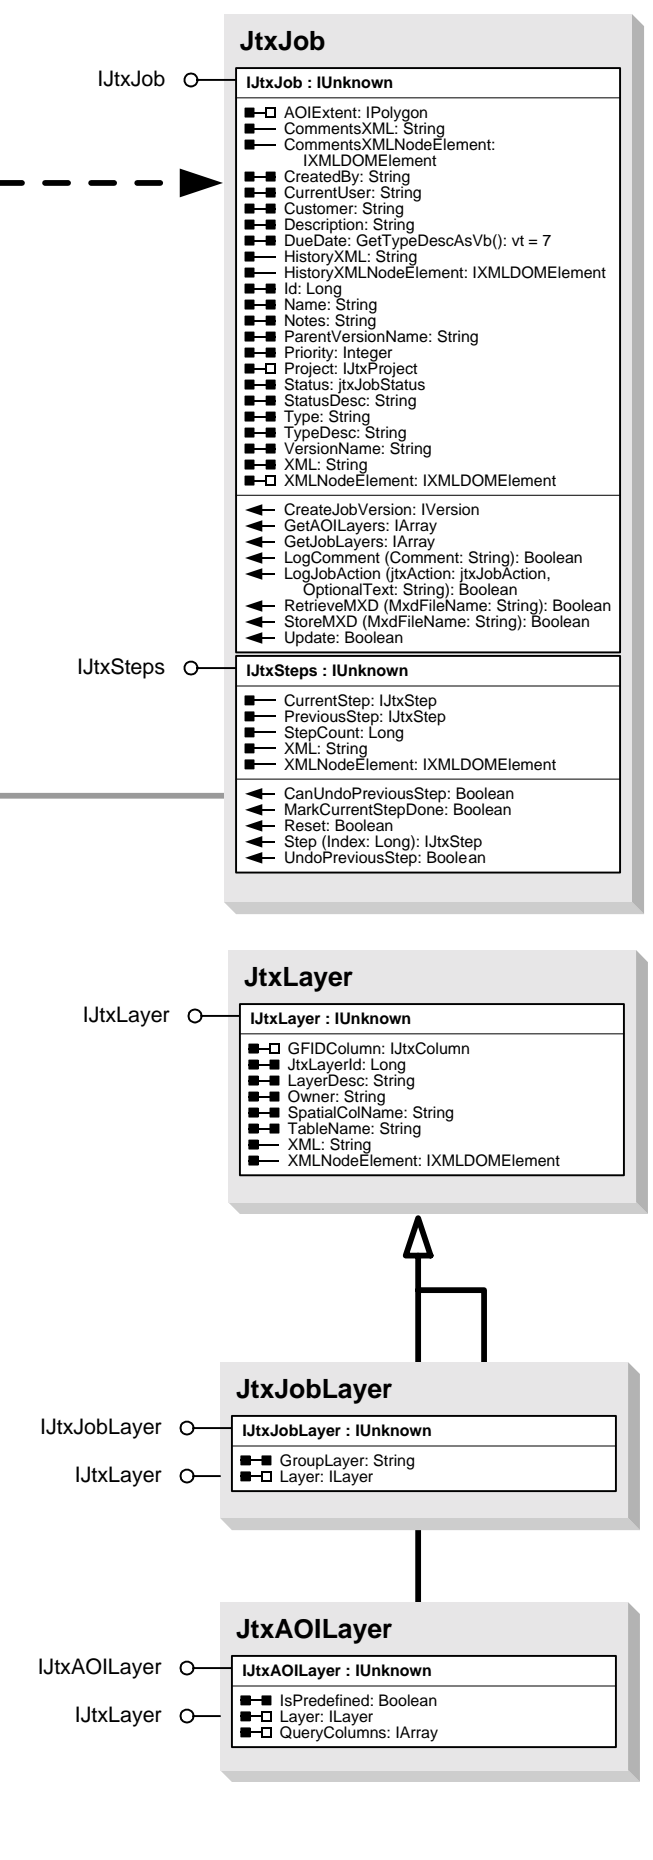 JtxJob
IJtxJob
IJtxJob : IUnknown
AOIExtent: IPolygon
CommentsXML: String
CommentsXMLNodeElement:
IXMLDOMElement
CreatedBy: String
CurrentUser: String
Customer: String
Description: String
DueDate: GetTypeDescAsVb(): vt = 7
HistoryXML: String
HistoryXMLNodeElement: IXMLDOMElement
Id: Long
Name: String
Notes: String
ParentVersionName: String
Priority: Integer
Project: IJtxProject
Status: jtxJobStatus
StatusDesc: String
Type: String
TypeDesc: String
VersionName: String
XML: String
XMLNodeElement: IXMLDOMElement
CreateJobVersion: IVersion
GetAOILayers: IArray
GetJobLayers: IArray
LogComment (Comment: String): Boolean
LogJobAction (jtxAction: jtxJobAction,
OptionalText: String): Boolean
RetrieveMXD (MxdFileName: String): Boolean
StoreMXD (MxdFileName: String): Boolean
Update: Boolean
IJtxSteps
IJtxSteps : IUnknown
CurrentStep: IJtxStep
PreviousStep: IJtxStep
StepCount: Long
XML: String
XMLNodeElement: IXMLDOMElement
CanUndoPreviousStep: Boolean
MarkCurrentStepDone: Boolean
Reset: Boolean
Step (Index: Long): IJtxStep
UndoPreviousStep: Boolean
JtxLayer
IJtxLayer
IJtxLayer : IUnknown
GFIDColumn: IJtxColumn
JtxLayerId: Long
LayerDesc: String
Owner: String
SpatialColName: String
TableName: String
XML: String
XMLNodeElement: IXMLDOMElement
JtxJobLayer
IJtxJobLayer
IJtxJobLayer : IUnknown
GroupLayer: String
IJtxLayer
Layer: ILayer
JtxAOILayer
IJtxAOILayer
IJtxAOILayer : IUnknown
IsPredefined: Boolean
IJtxLayer
Layer: ILayer
QueryColumns: IArray